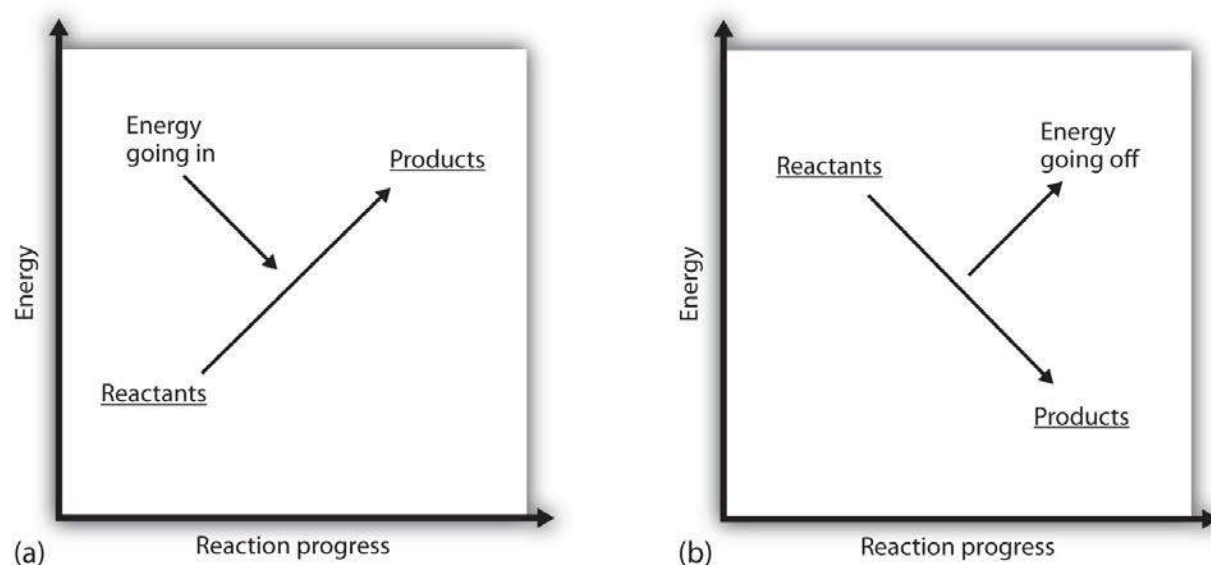 Energy
going in
Products
Reactants
Energy
Reaction progress
(a)
Energy
going off
Reactants
Products
Energy
Reaction progress
(b)